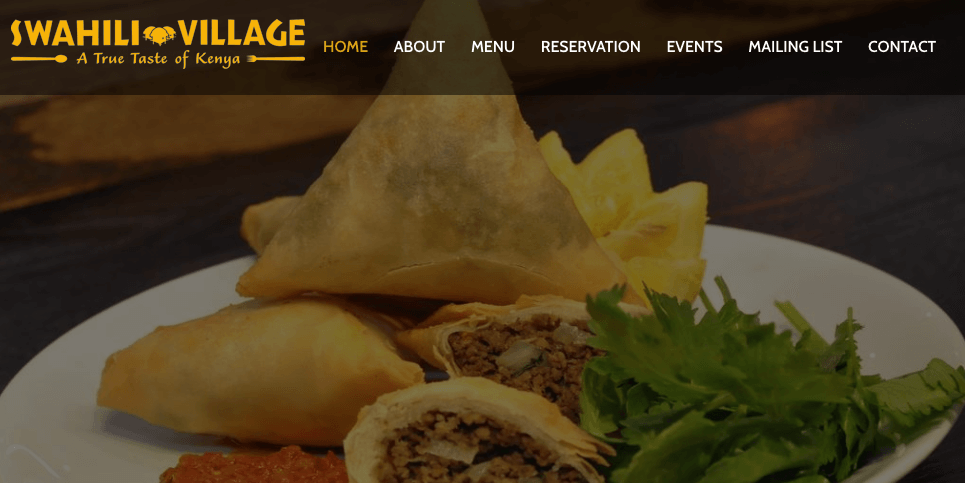 SWAHILI VILLAGE
A True Taste of Kenya
HOME ABOUT MENU RESERVATION EVENTS MAILING LIST CONTACT